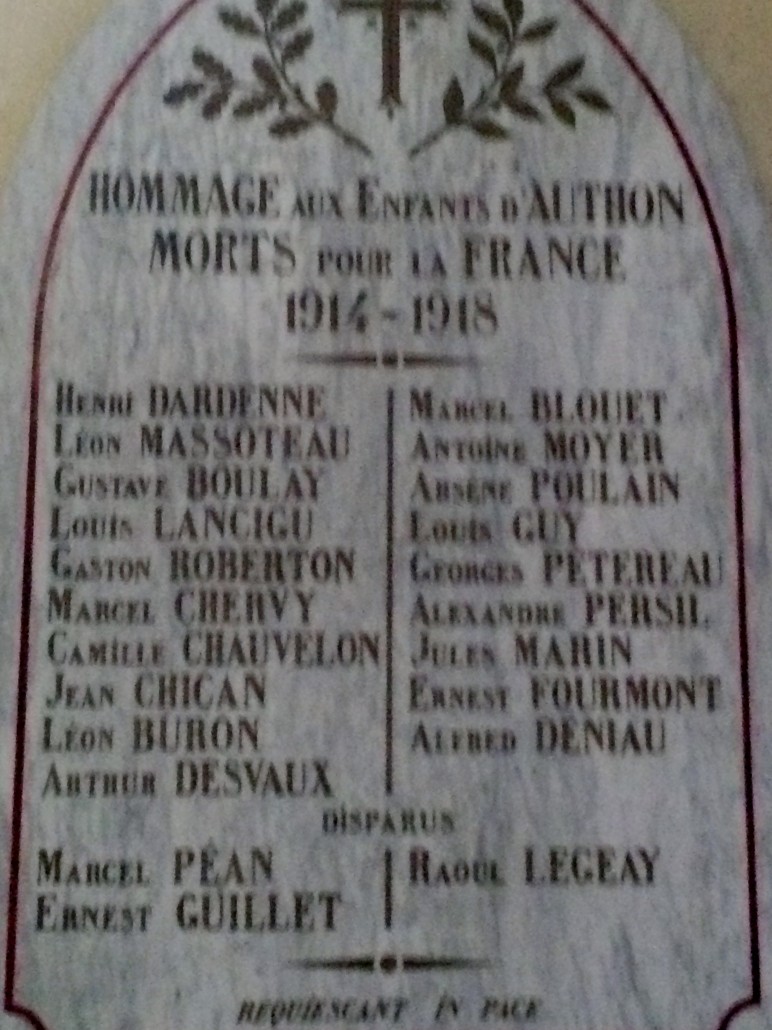 HOMMAGE AUX ENFANTS D'AUTHON
MORTS POUR LA FRANCE
1914-1918
HENRI DARDENNE
LÉON MASSOTEAU
GUSTAVE BOULAY
LOUIS LANCIGU
GASTON ROBERTON
MARCEL CHERVY
CAMILLE CHAUVELON
JEAN CHICAN
LÉON BURON
ARTHUR DESVAUX
MARCEL BLOUET
ANTOINE MOYER
ARSÈNE POULAIN
LOUIS GUY
GEORGES PÉTEREAU
ALEXANDRE PERSIL
JULES MARIN
ERNEST FOURMONT
ALFRED DENIAU
DISPARUS
MARCEL PÉAN
ERNEST GUILLET
RAOUL LEGEAY
REQUIESCANT IN PACE